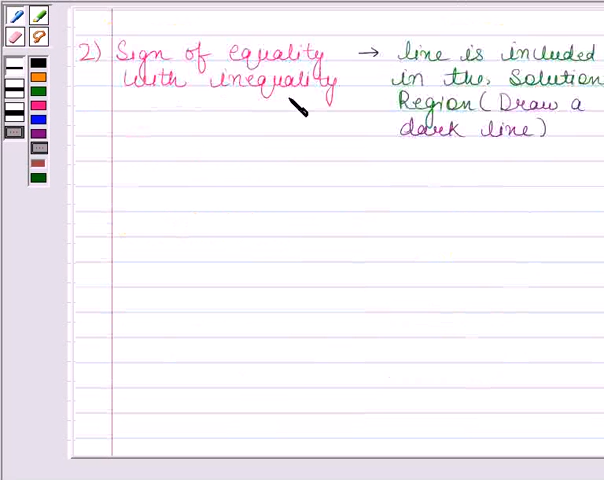 2) Sign of equality → line is included
with inequality in the Solution
Region (Draw a
dark line)